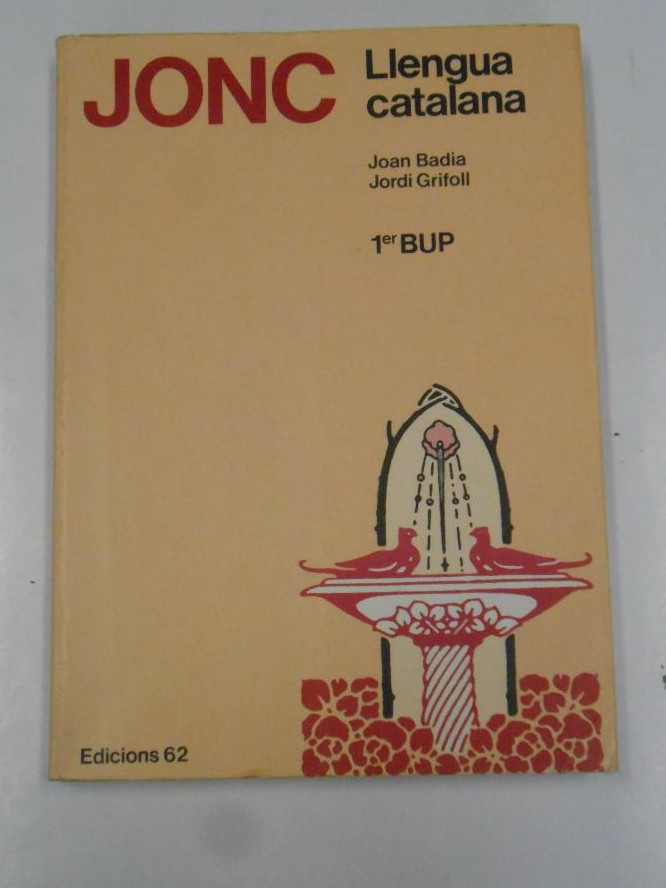 JONC
Llengua
catalana
Joan Badia
Jordi Grifoll
1er BUP
Edicions 62